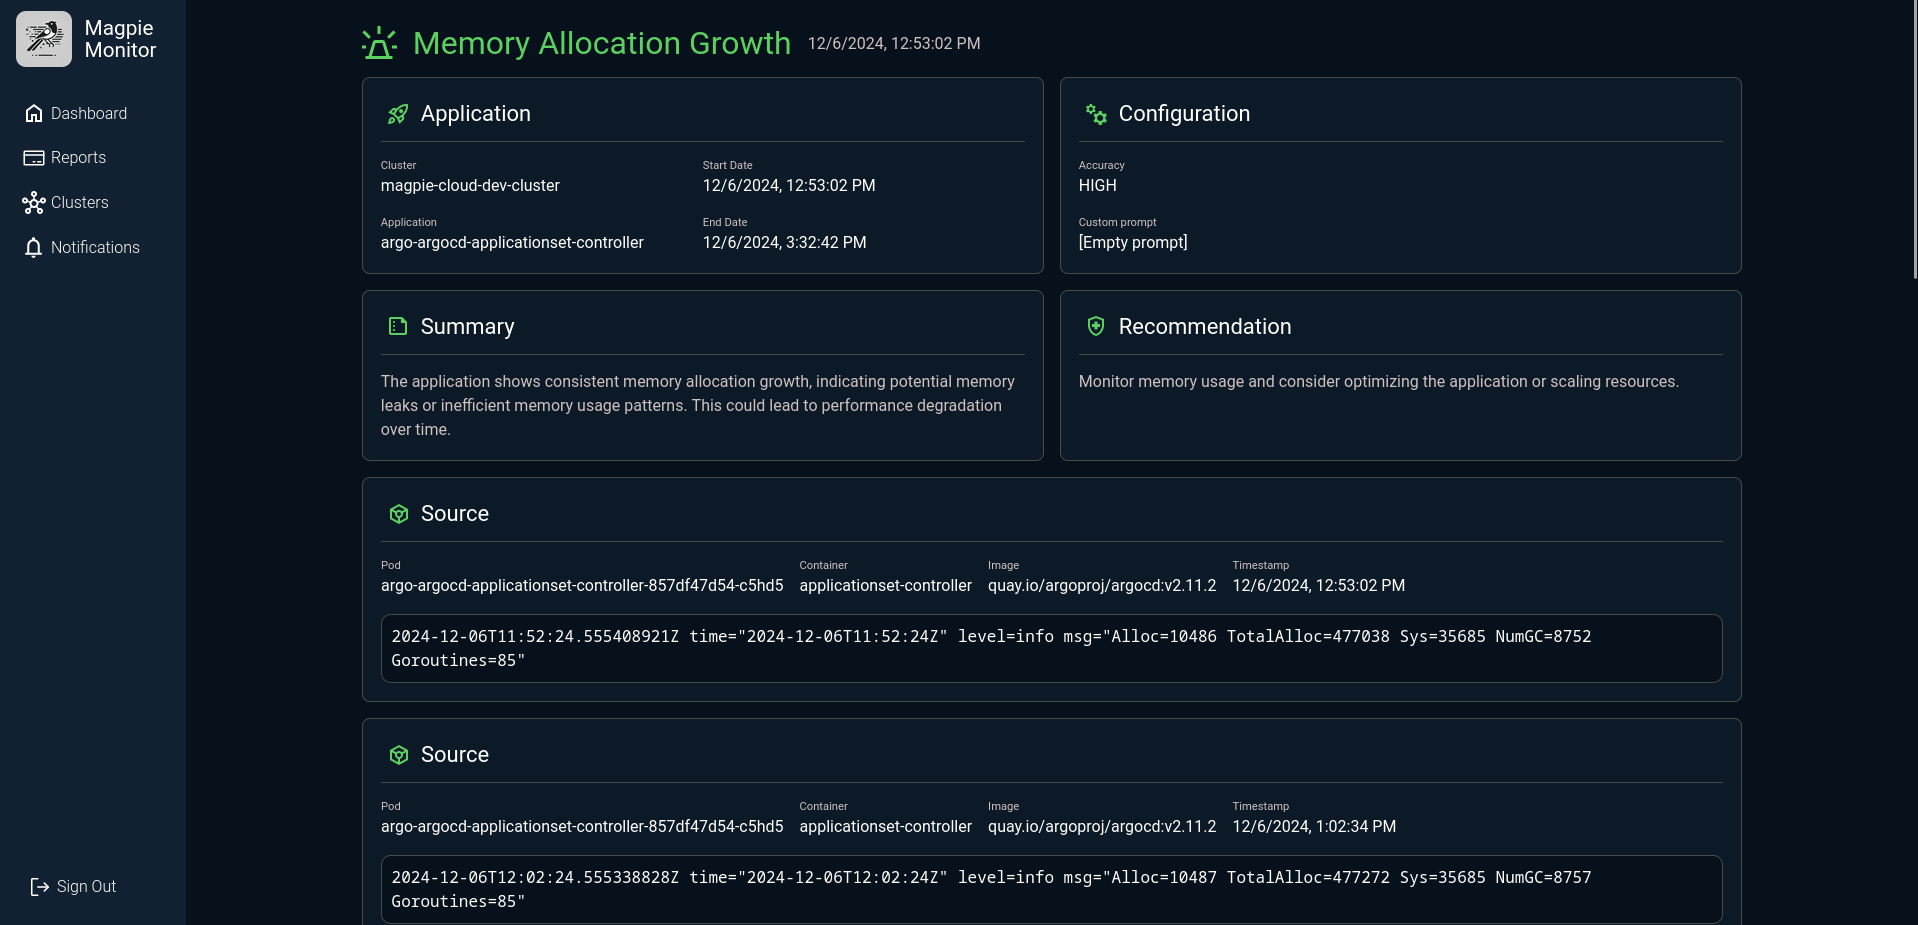 Magpie
Monitor
Dashboard
Reports
Clusters
Notifications
Sign Out
Memory Allocation Growth 12/6/2024, 12:53:02 PM
Application
Cluster
magpie-cloud-dev-cluster
Start Date
12/6/2024, 12:53:02 PM
Application
argo-argocd-applicationset-controller
End Date
12/6/2024, 3:32:42 PM
Configuration
Accuracy
HIGH
Custom prompt
[Empty prompt]
Summary
The application shows consistent memory allocation growth, indicating potential memory
leaks or inefficient memory usage patterns. This could lead to performance degradation
over time.
Recommendation
Monitor memory usage and consider optimizing the application or scaling resources.
Source
Pod
argo-argocd-applicationset-controller-857df47d54-c5hd5
Container
applicationset-controller
Image
quay.io/argoproj/argocd:v2.11.2
Timestamp
12/6/2024, 12:53:02 PM
2024-12-06T11:52:24.555408921Z time="2024-12-06T11:52:24Z" level=info msg="Alloc=10486 TotalAlloc=477038 Sys=35685 NumGC=8752
Goroutines=85"
Source
Pod
argo-argocd-applicationset-controller-857df47d54-c5hd5
Container
applicationset-controller
Image
quay.io/argoproj/argocd:v2.11.2
Timestamp
12/6/2024, 1:02:34 PM
2024-12-06T12:02:24.555338828Z time="2024-12-06T12:02:24Z" level=info msg="Alloc=10487 TotalAlloc=477272 Sys=35685 NumGC=8757
Goroutines=85"